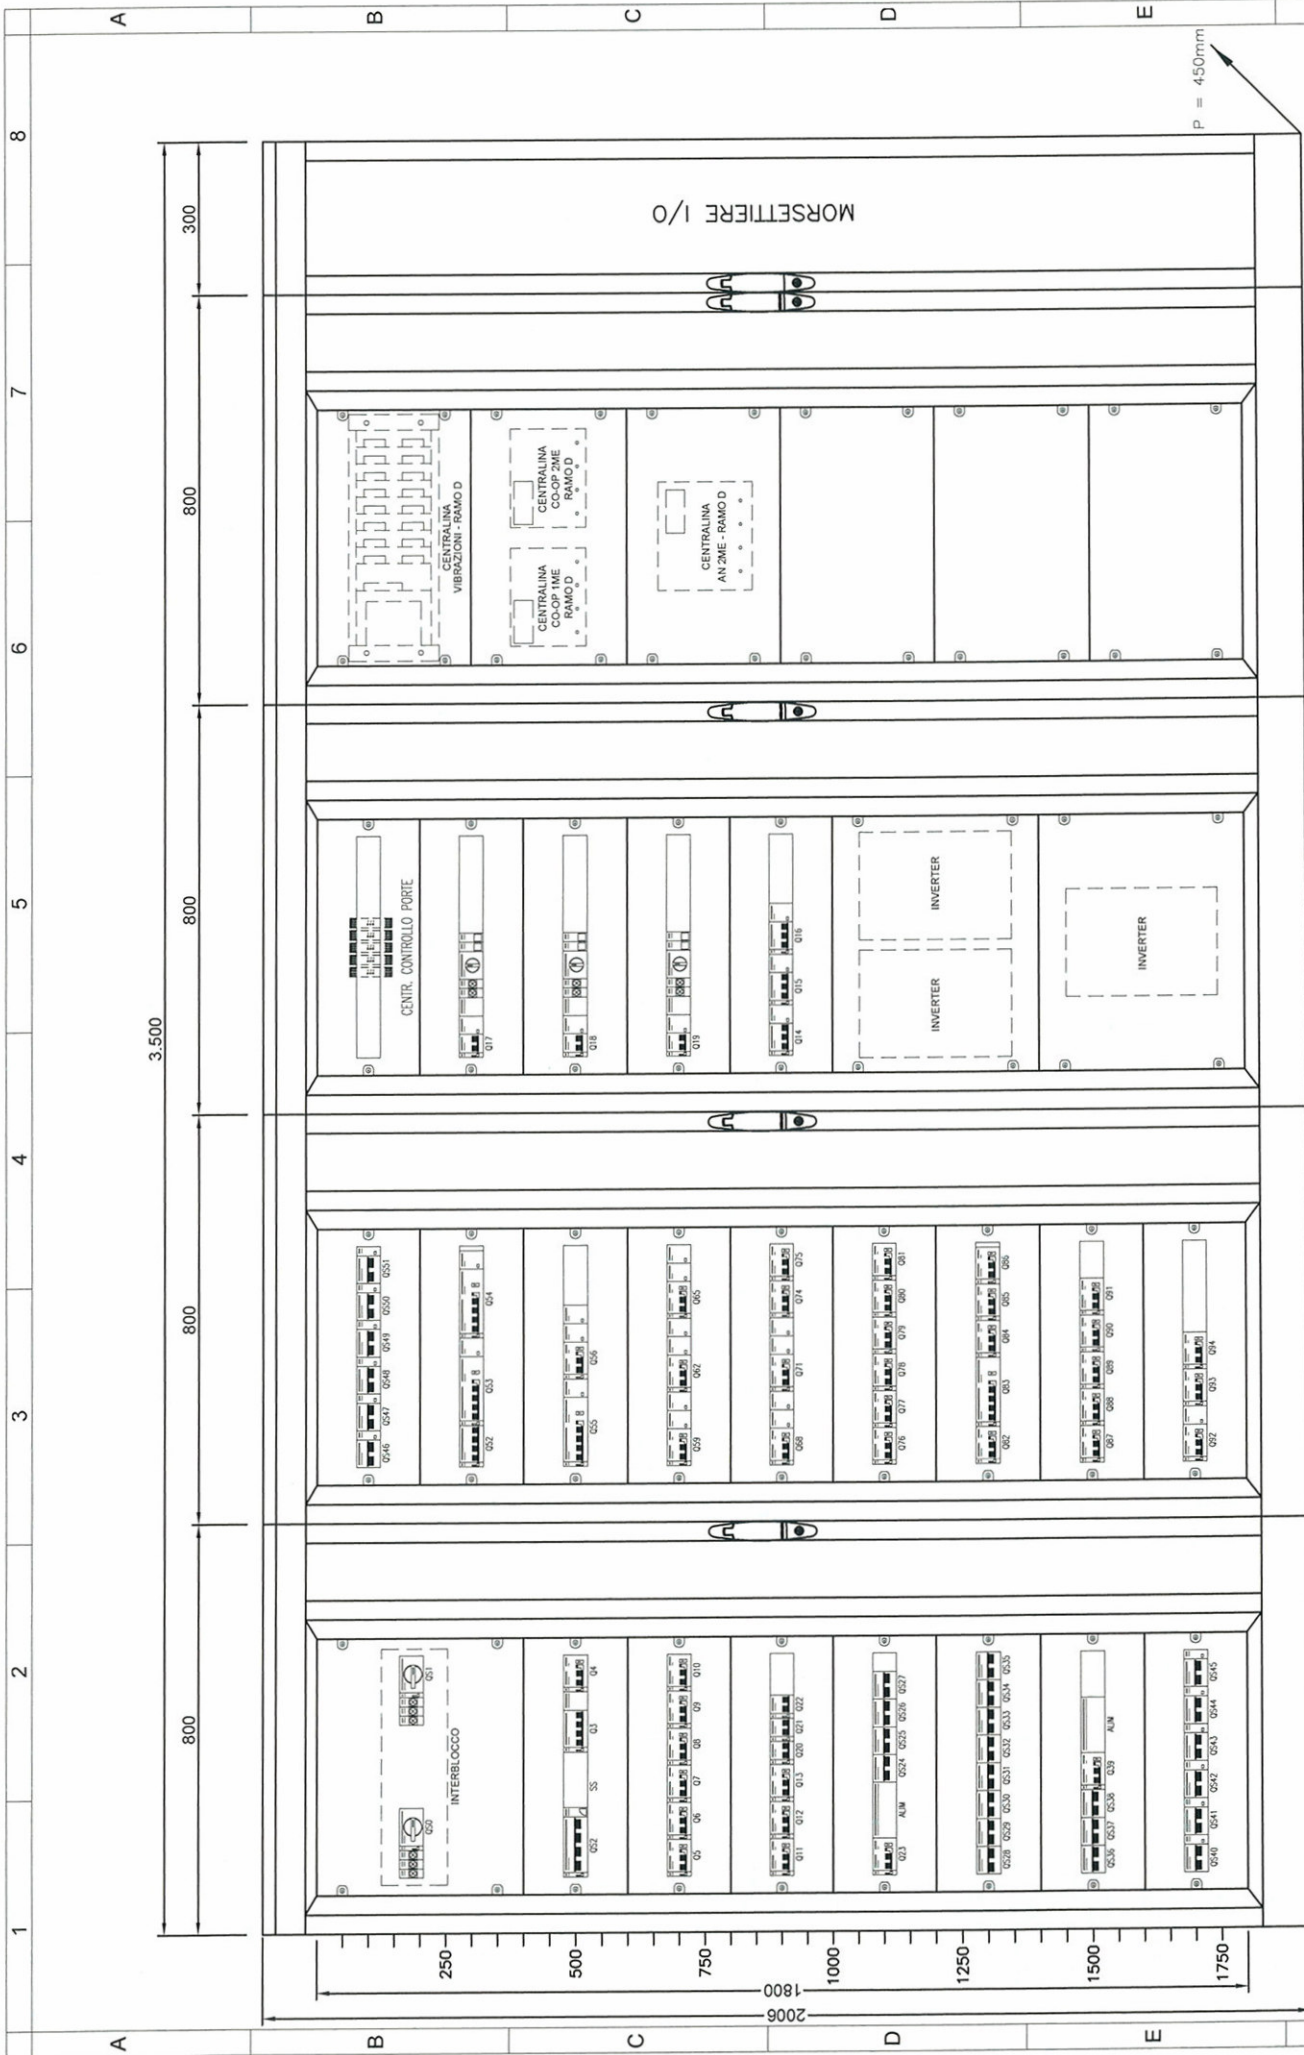 1 2 3 4 5 6 7 8
A
B
C
D
E
A
B
C
D
E
3.500
800 800 800 800 300
2006
1800
250
500
750
1000
1250
1500
1750
QS0 QS1
INTERBLOCCO
QS2 SS Q3 Q4
Q5 Q6 Q7 Q8 Q9 Q10
Q11 Q12 Q13 Q20 Q21 Q22
Q23 ALIM QS24 QS25 QS26 QS27
QS28 QS29 QS30 QS31 QS32 QS33 QS34 QS35
QS36 QS37 QS38 Q39 ALIM
QS40 QS41 QS42 QS43 QS44 QS45
QS46 QS47 QS48 QS49 QS50 QS51
Q52 Q53 Q54
Q55 Q56
Q59 Q62 Q65
Q68 Q71 Q74 Q75
Q76 Q77 Q78 Q79 Q80 Q81
Q82 Q83 Q84 Q85 Q86
Q87 Q88 Q89 Q90 Q91
Q92 Q93 Q94
CENTR. CONTROLLO PORTE
Q17
Q18
Q19
Q14 Q15 Q16
INVERTER INVERTER
INVERTER
CENTRALINA
VIBRAZIONI - RAMO D
CENTRALINA
CO-OP 1ME
RAMO D
CENTRALINA
CO-OP 2ME
RAMO D
CENTRALINA
AN 2ME - RAMO D
MORSETTIERE I/O
P = 450mm